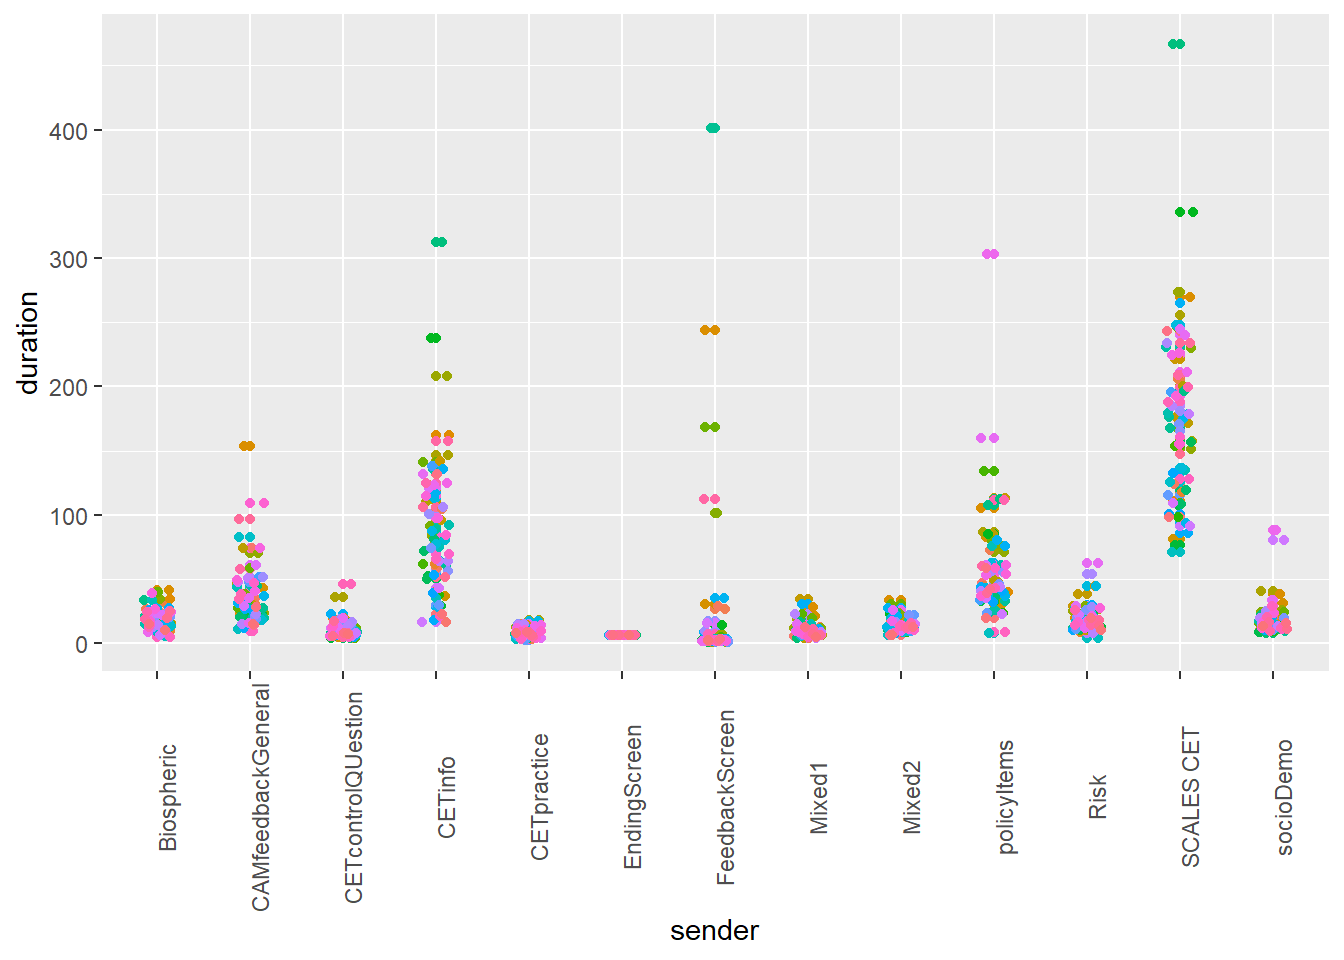 duration
400
300
200
100
0
Biospheric
CAMfeedbackGeneral
CETcontrolQUestion
CETinfo
CETpractice
EndingScreen
FeedbackScreen
Mixed1
Mixed2
policyItems
Risk
SCALES CET
socioDemo
sender